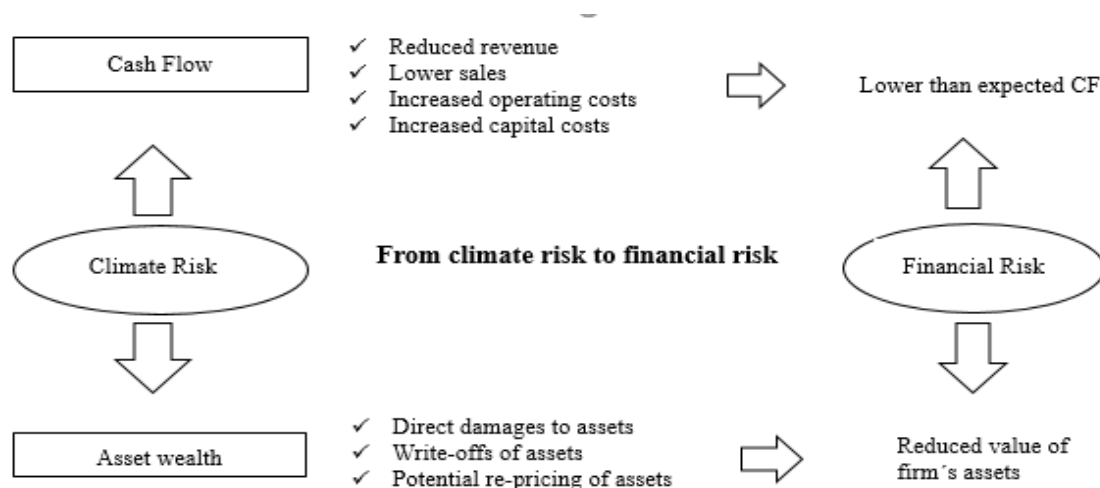 Cash Flow
✓ Reduced revenue
✓ Lower sales
✓ Increased operating costs
✓ Increased capital costs
Lower than expected CF
Climate Risk
From climate risk to financial risk
Financial Risk
Asset wealth
✓ Direct damages to assets
✓ Write-offs of assets
✓ Potential re-pricing of assets
Reduced value of
firm´s assets